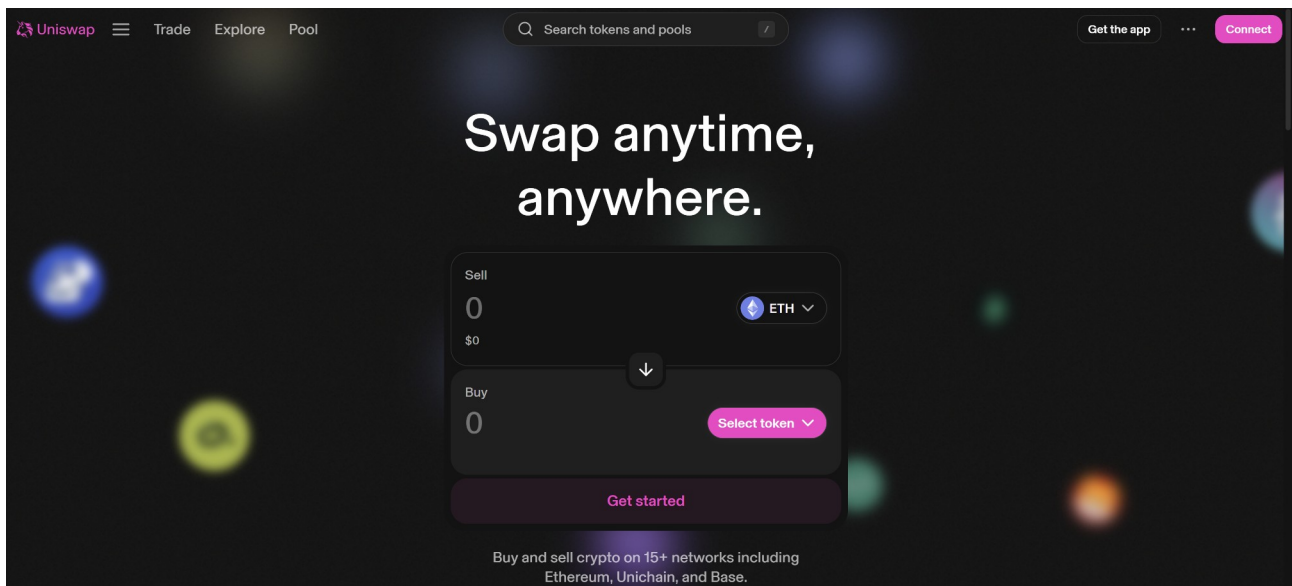 Uniswap Trade Explore Pool Search tokens and pools / Get the app ... Connect
Swap anytime,
anywhere.
Sell
0 ETH
$0
Buy
0 Select token
Get started
Buy and sell crypto on 15+ networks including
Ethereum, Unichain, and Base.